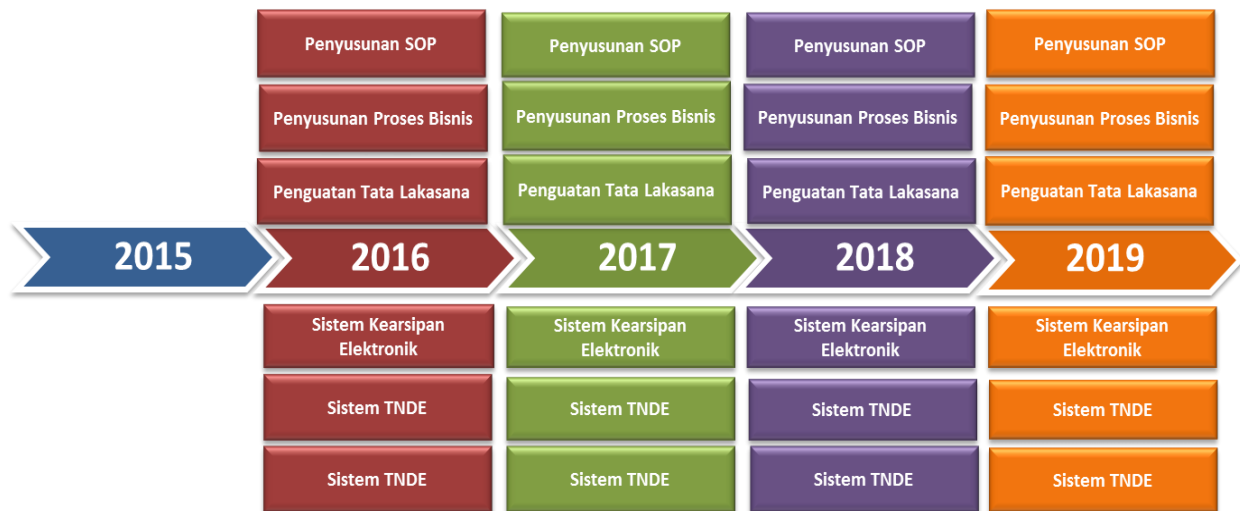 Penyusunan SOP
Penyusunan SOP
Penyusunan SOP
Penyusunan SOP
Penyusunan Proses Bisnis
Penyusunan Proses Bisnis
Penyusunan Proses Bisnis
Penyusunan Proses Bisnis
Penguatan Tata Lakasana
Penguatan Tata Lakasana
Penguatan Tata Lakasana
Penguatan Tata Lakasana
2015
2016
2017
2018
2019
Sistem Kearsipan
Elektronik
Sistem Kearsipan
Elektronik
Sistem Kearsipan
Elektronik
Sistem Kearsipan
Elektronik
Sistem TNDE
Sistem TNDE
Sistem TNDE
Sistem TNDE
Sistem TNDE
Sistem TNDE
Sistem TNDE
Sistem TNDE